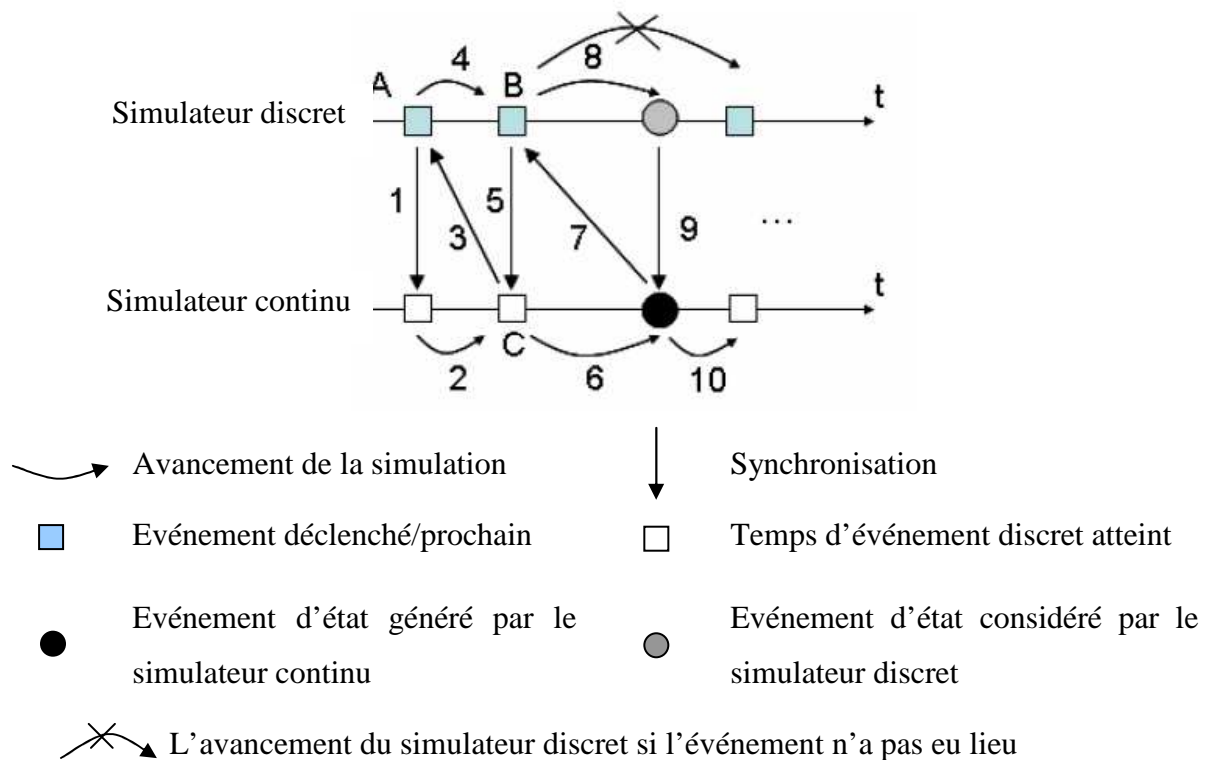 4
8
A
B
t
Simulateur discret
1
3
5
7
9
...
t
Simulateur continu
C
2
6
10
Avancement de la simulation
Synchronisation
Evénement déclenché/prochain
Temps d'événement discret atteint
Evénement d'état généré par le
simulateur continu
Evénement d'état considéré par le
simulateur discret
L'avancement du simulateur discret si l'événement n'a pas eu lieu